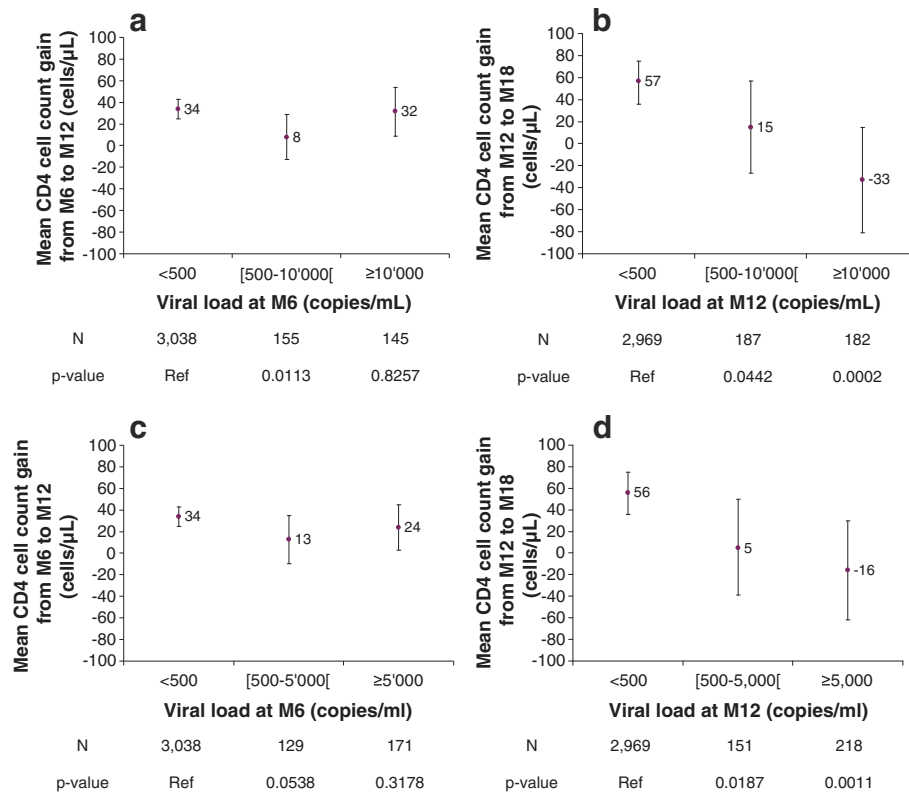 a
Mean CD4 cell count gain
from M6 to M12 (cells/µL)
100
80
60
40
20
0
-20
-40
-60
-80
-100
34
8
32
<500 [500-10'000[ ≥10'000
Viral load at M6 (copies/mL)
N 3,038 155 145
p-value Ref 0.0113 0.8257
b
Mean CD4 cell count gain
from M12 to M18
(cells/µL)
100
80
60
40
20
0
-20
-40
-60
-80
-100
57
15
-33
<500 [500-10'000[ ≥10'000
Viral load at M12 (copies/mL)
N 2,969 187 182
p-value Ref 0.0442 0.0002
c
Mean CD4 cell count gain
from M6 to M12
(cells/µL)
100
80
60
40
20
0
-20
-40
-60
-80
-100
34
13
24
<500 [500-5'000[ ≥5'000
Viral load at M6 (copies/ml)
N 3,038 129 171
p-value Ref 0.0538 0.3178
d
Mean CD4 cell count gain
from M12 to M18
(cells/µL)
100
80
60
40
20
0
-20
-40
-60
-80
-100
56
5
-16
<500 [500-5,000[ ≥5,000
Viral load at M12 (copies/ml)
N 2,969 151 218
p-value Ref 0.0187 0.0011